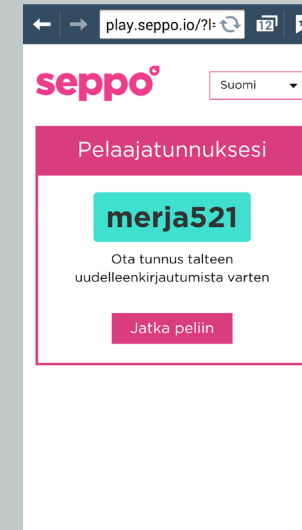 play.seppo.io/?l=
12
seppo
Suomi
Pelaajatunnuksesi
merja521
Ota tunnus talteen
uudelleenkirjautumista varten
Jatka peliin